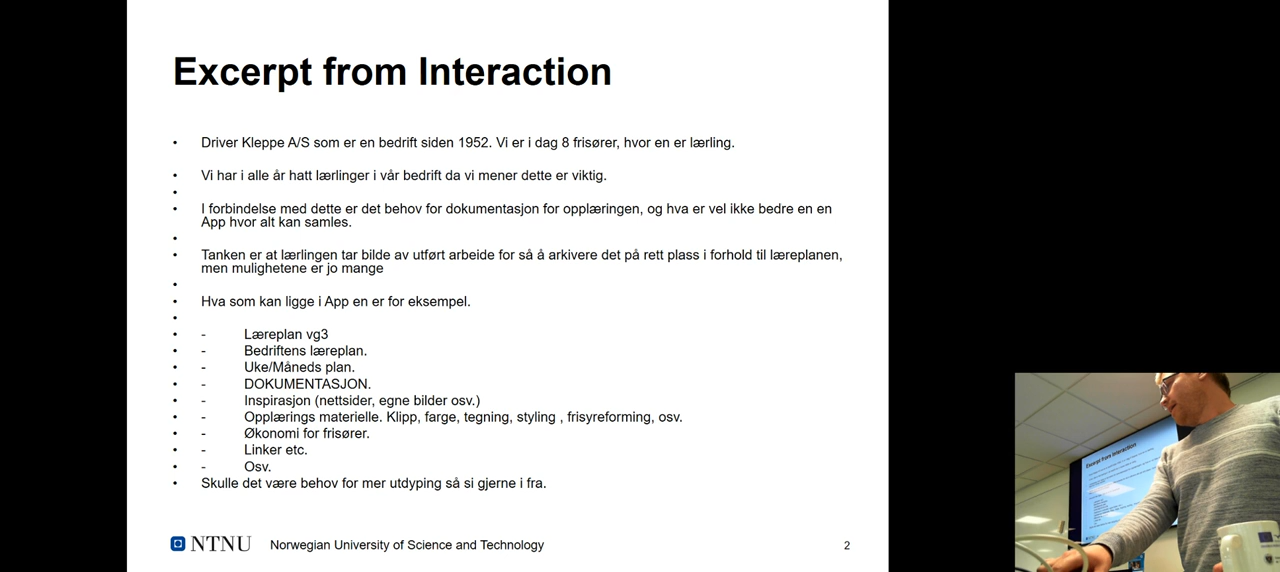 Excerpt from Interaction
• Driver Kleppe A/S som er en bedrift siden 1952. Vi er i dag 8 frisører, hvor en er lærling.
• Vi har i alle år hatt lærlinger i vår bedrift da vi mener dette er viktig.
•
• I forbindelse med dette er det behov for dokumentasjon for opplæringen, og hva er vel ikke bedre en en
App hvor alt kan samles.
•
• Tanken er at lærlingen tar bilde av utført arbeide for så å arkivere det på rett plass i forhold til læreplanen,
men mulighetene er jo mange
•
• Hva som kan ligge i App en er for eksempel.
•
• - Læreplan vg3
• - Bedriftens læreplan.
• - Uke/Måneds plan.
• - DOKUMENTASJON.
• - Inspirasjon (nettsider, egne bilder osv.)
• - Opplærings materielle. Klipp, farge, tegning, styling , frisyreforming, osv.
• - Økonomi for frisører.
• - Linker etc.
• - Osv.
• Skulle det være behov for mer utdyping så si gjerne i fra.
NTNU Norwegian University of Science and Technology 2
Excerpt from Interaction